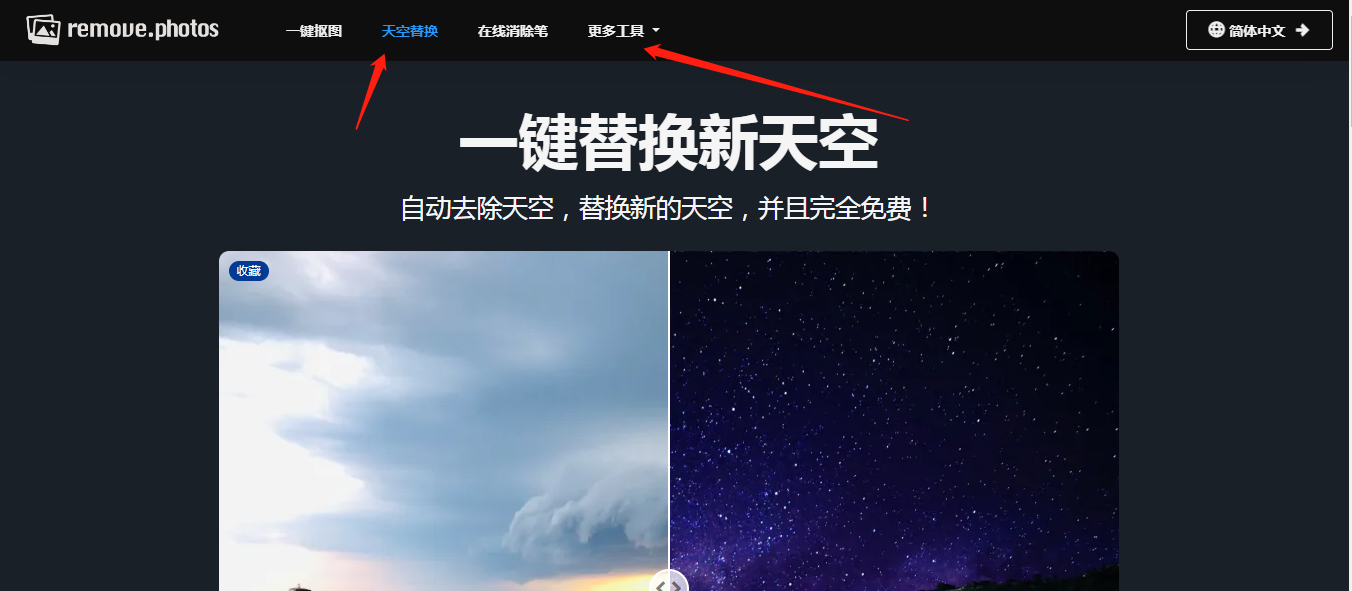 remove.photos
一键抠图
天空替换
在线消除笔
更多工具
简体中文
一键替换新天空
自动去除天空，替换新的天空，并且完全免费！
收藏